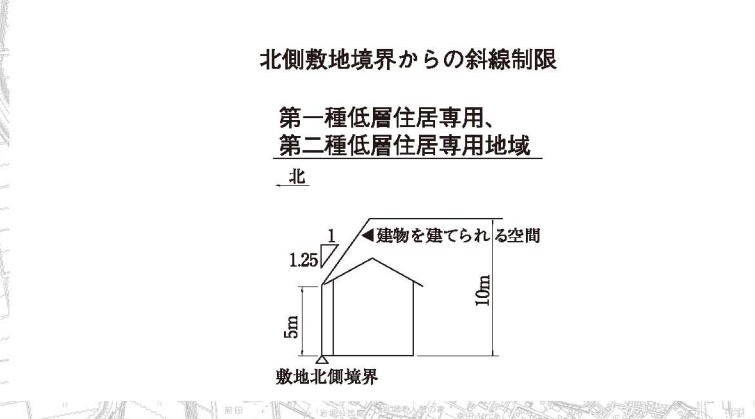 北側敷地境界からの斜線制限
第一種低層住居専用、
第二種低層住居専用地域
北
1
◀建物を建てられる空間
1.25
10m
5m
敷地北側境界
前田